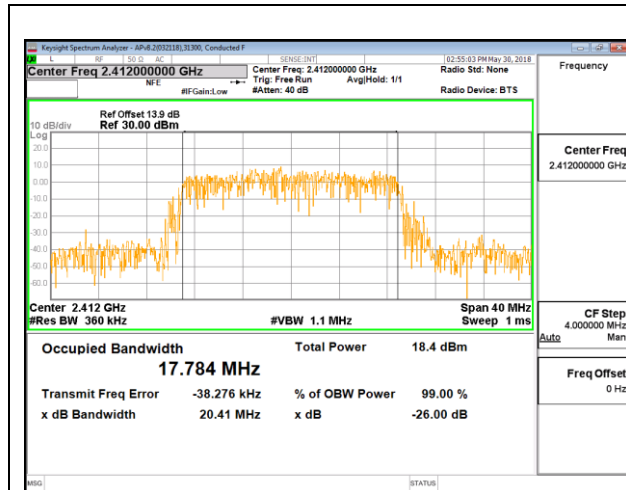 Keysight Spectrum Analyzer - APv8.2(032118),31300, Conducted F
L RF 50 Ω AC SENSE:INT 02:55:03 PM May 30, 2018
Center Freq 2.412000000 GHz
NFE
#IFGain:Low
Center Freq: 2.412000000 GHz
Trig: Free Run Avg|Hold: 1/1
#Atten: 40 dB
Radio Std: None
Radio Device: BTS
Frequency
Ref Offset 13.9 dB
10 dB/div Ref 30.00 dBm
Log
20.0
10.0
0.00
-10.0
-20.0
-30.0
-40.0
-50.0
-60.0
Center Freq
2.412000000 GHz
Center 2.412 GHz Span 40 MHz
#Res BW 360 kHz #VBW 1.1 MHz Sweep 1 ms
CF Step
4.000000 MHz
Auto Man
Occupied Bandwidth Total Power 18.4 dBm
17.784 MHz
Transmit Freq Error -38.276 kHz % of OBW Power 99.00 %
x dB Bandwidth 20.41 MHz x dB -26.00 dB
Freq Offset
0 Hz
MSG STATUS